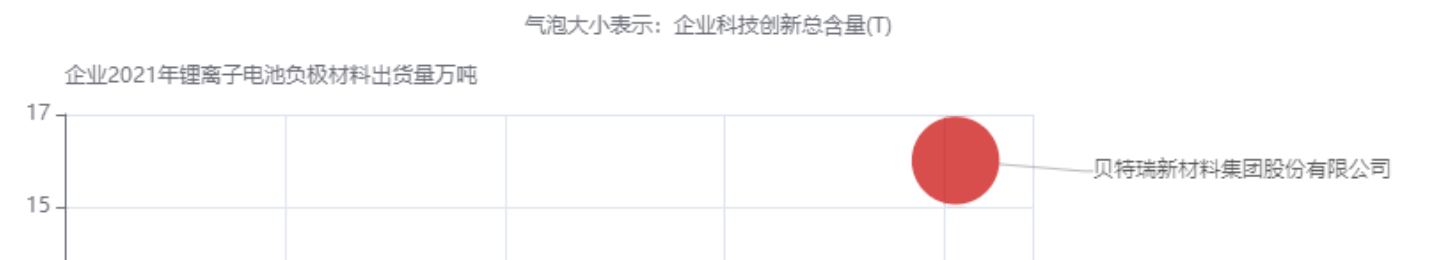 气泡大小表示：企业科技创新总含量(T)
企业2021年锂离子电池负极材料出货量万吨
17
贝特瑞新材料集团股份有限公司
15